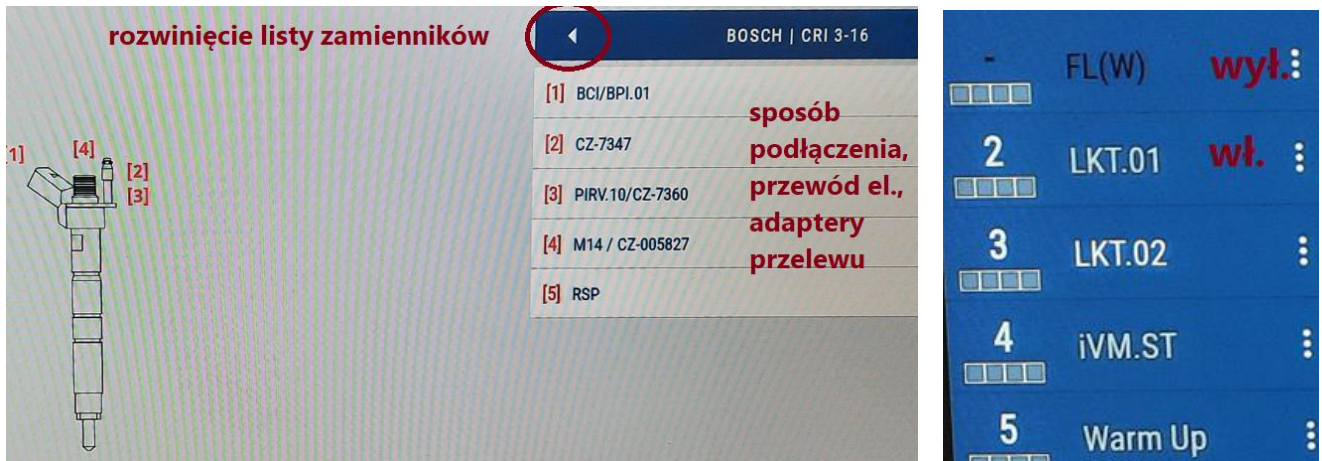 rozwinięcie listy zamienników
BOSCH | CRI 3-16
[1] BCI/BPI.01
[2] CZ-7347
[3] PIRV.10/CZ-7360
[4] M14 / CZ-005827
[5] RSP
sposób
podłączenia,
przewód el.,
adaptery
przelewu
1]
[4]
[2]
[3]
- FL(W) wył.
2 LKT.01 wł.
3 LKT.02
4 iVM.ST
5 Warm Up